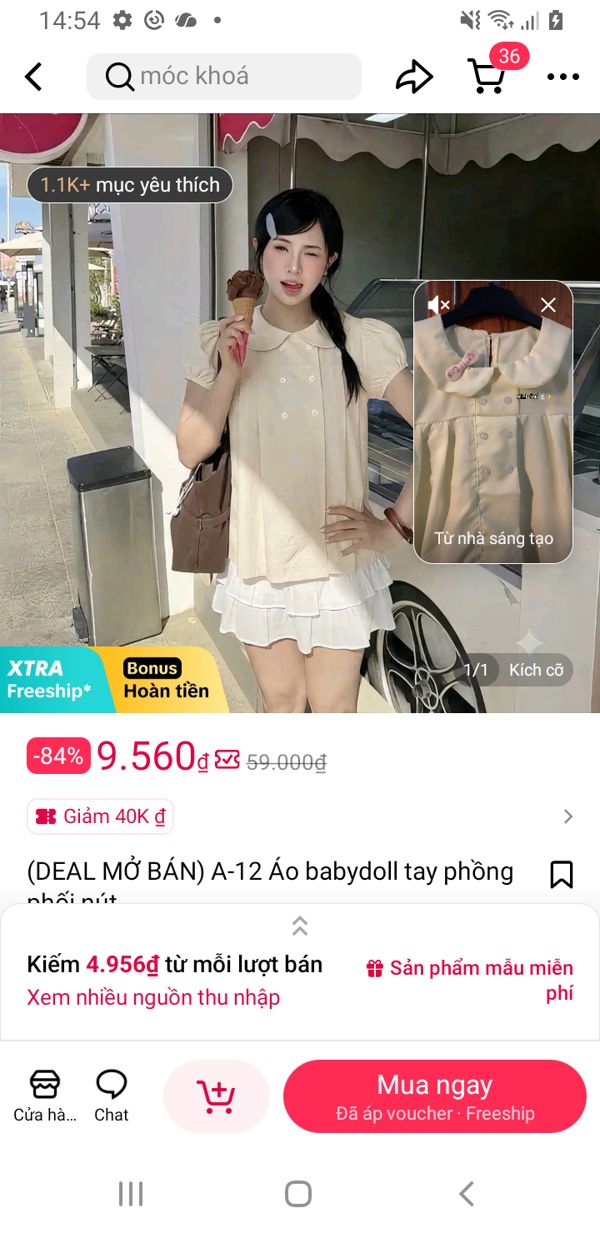 14:54
36
móc khoá
1.1K+ mục yêu thích
Từ nhà sáng tạo
XTRA
Freeship*
Bonus
Hoàn tiền
1/1 Kích cỡ
-84% 9.560₫ 59.000₫
Giảm 40K ₫
(DEAL MỞ BÁN) A-12 Áo babydoll tay phồng
phối nút
Kiếm 4.956₫ từ mỗi lượt bán
Xem nhiều nguồn thu nhập
Sản phẩm mẫu miễn
phí
Cửa hà...
Chat
Mua ngay
Đã áp voucher · Freeship